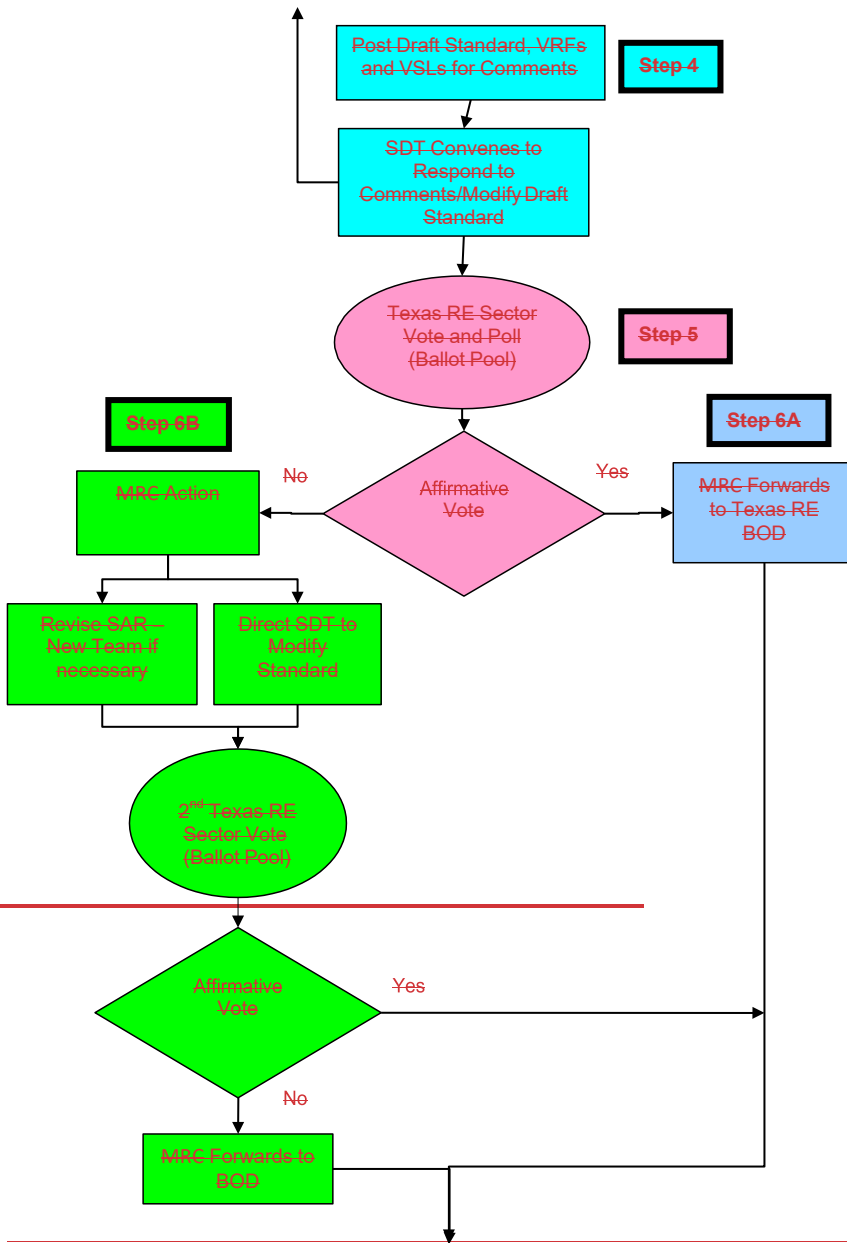 Post Draft Standard, VRFs
and VSLs for Comments
Step 4
SDT Convenes to
Respond to
Comments/Modify Draft
Standard
Texas RE Sector
Vote and Poll
(Ballot Pool)
Step 5
Step 6B
Step 6A
MRC Action
No
Affirmative
Vote
Yes
MRC Forwards
to Texas RE
BOD
Revise SAR –
New Team if
necessary
Direct SDT to
Modify
Standard
2nd Texas RE
Sector Vote
(Ballot Pool)
Affirmative
Vote
Yes
No
MRC Forwards to
BOD